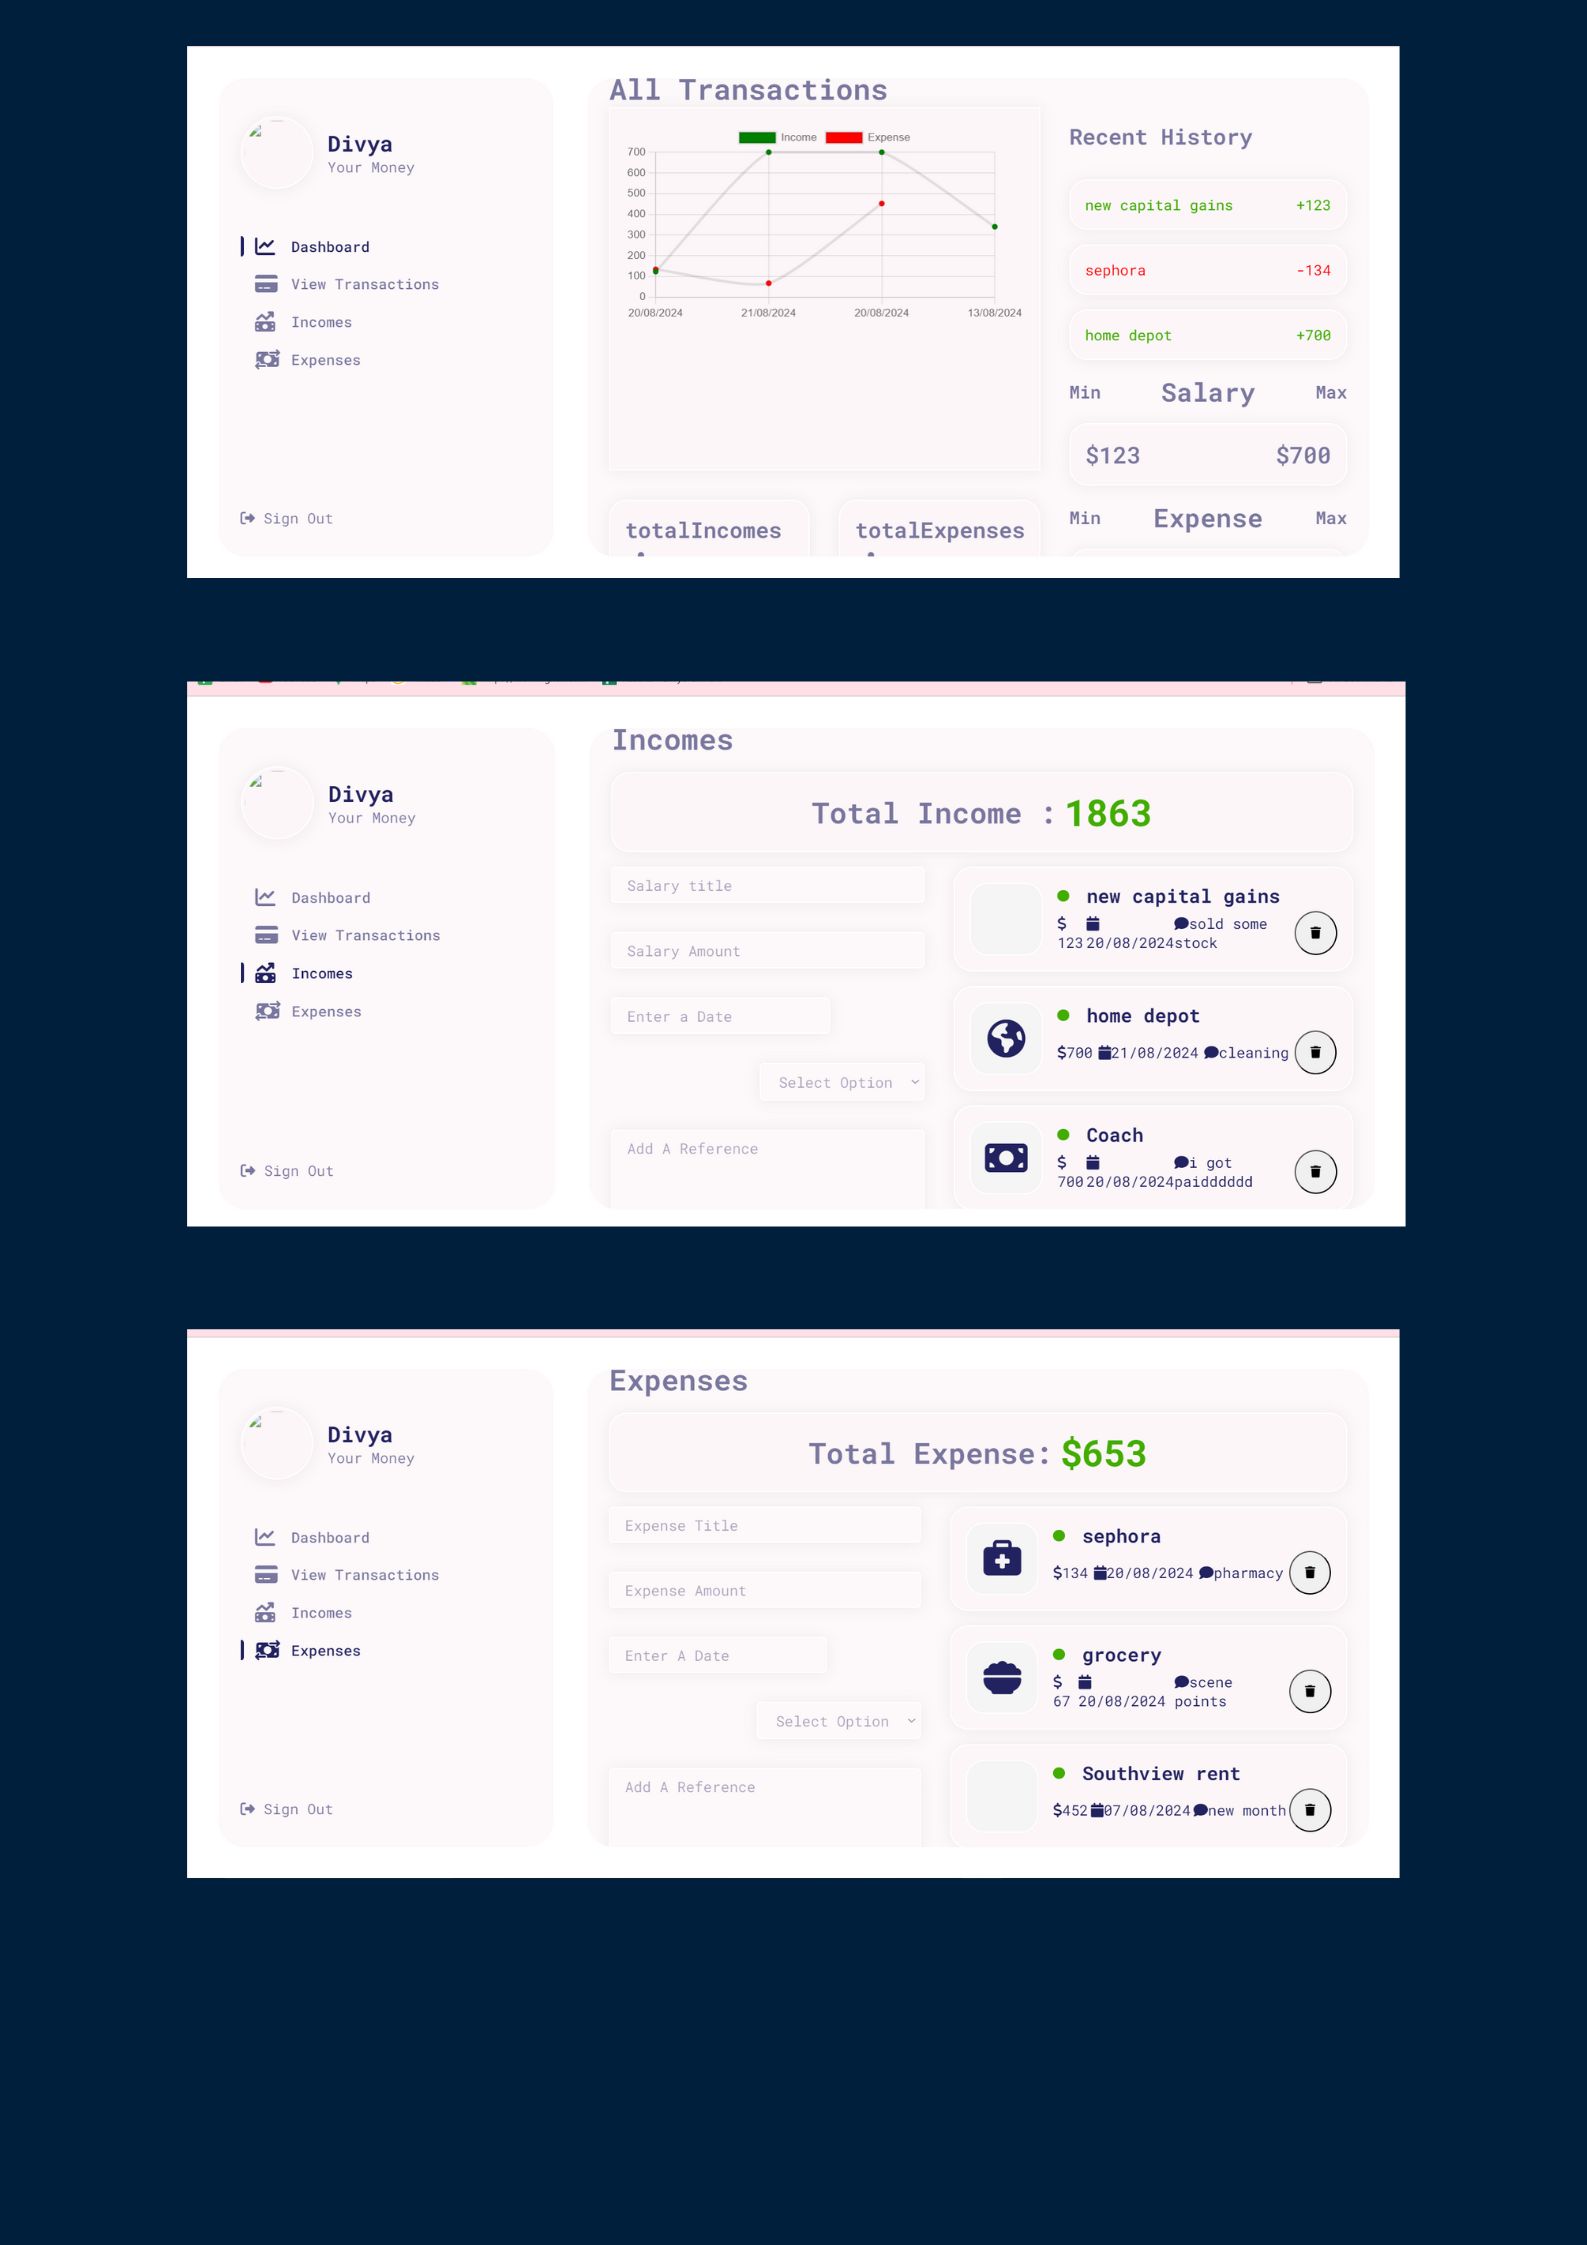 All Transactions
Divya
Your Money
Dashboard
View Transactions
Incomes
Expenses
Sign Out
Income Expense
700
600
500
400
300
200
100
0
20/08/2024 21/08/2024 20/08/2024 13/08/2024
totalIncomes
totalExpenses
Recent History
new capital gains +123
sephora -134
home depot +700
Min Salary Max
$123 $700
Min Expense Max
Incomes
Divya
Your Money
Dashboard
View Transactions
Incomes
Expenses
Sign Out
Total Income : 1863
Salary title
Salary Amount
Enter a Date
Select Option
Add A Reference
new capital gains
$ sold some
123 20/08/2024 stock
home depot
$700 21/08/2024 cleaning
Coach
$ i got
700 20/08/2024 paidddddd
Expenses
Divya
Your Money
Dashboard
View Transactions
Incomes
Expenses
Sign Out
Total Expense: $653
Expense Title
Expense Amount
Enter A Date
Select Option
Add A Reference
sephora
$134 20/08/2024 pharmacy
grocery
$ scene
67 20/08/2024 points
Southview rent
$452 07/08/2024 new month